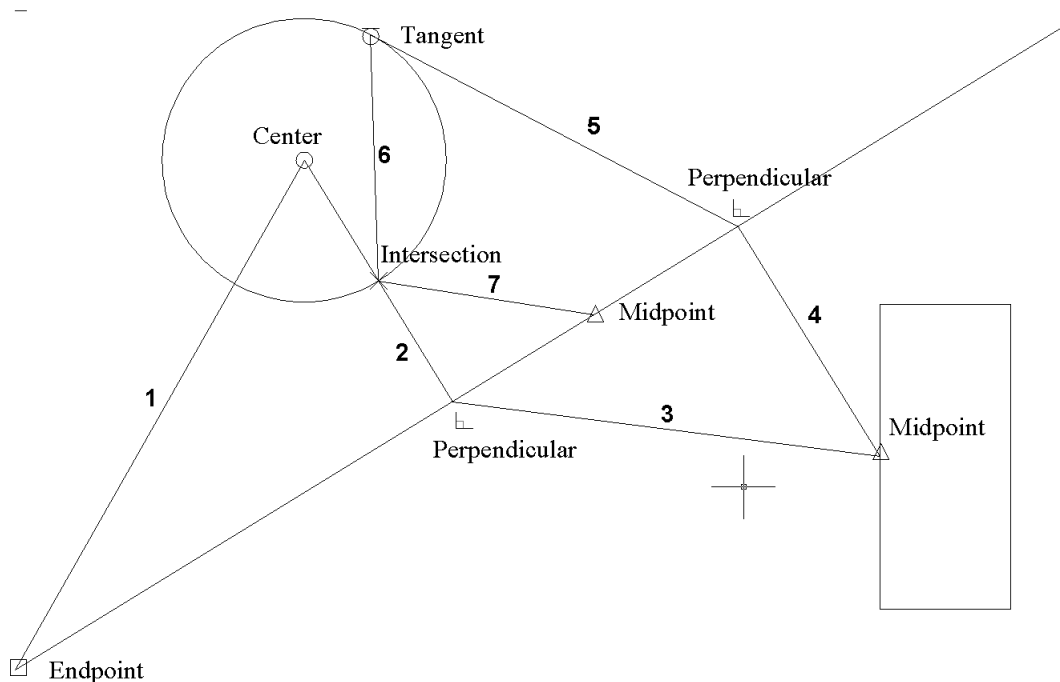 Tangent
5
Center
6
Perpendicular
Intersection
7
Midpoint
4
2
1
3
Midpoint
Perpendicular
Endpoint